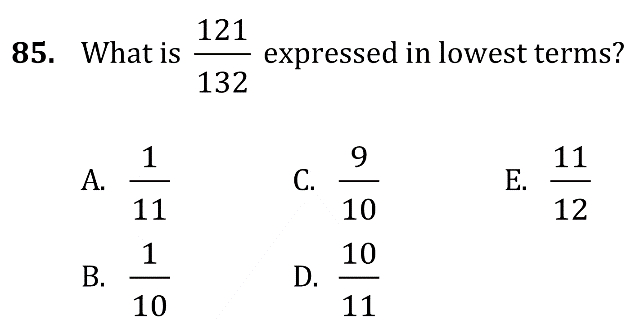 85. What is 121/132 expressed in lowest terms?
A. 1/11 C. 9/10 E. 11/12
B. 1/10 D. 10/11